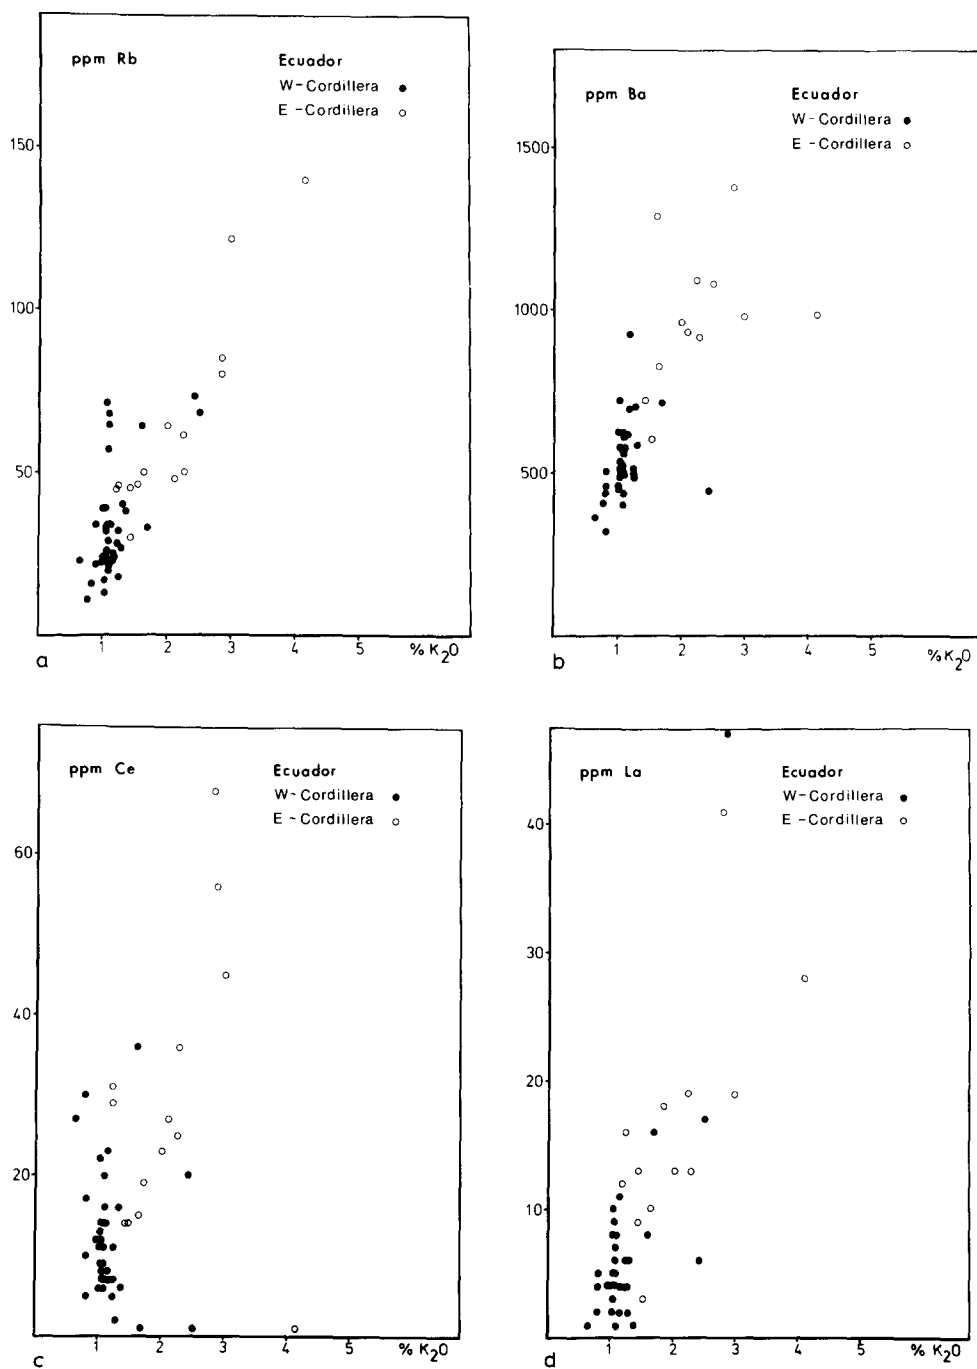 ppm Rb
Ecuador
W-Cordillera
E-Cordillera
150
100
50
1 2 3 4 5 % K2O
a
ppm Ba
Ecuador
W-Cordillera
E-Cordillera
1500
1000
500
1 2 3 4 5 % K2O
b
ppm Ce
Ecuador
W-Cordillera
E-Cordillera
60
40
20
1 2 3 4 5 % K2O
c
ppm La
Ecuador
W-Cordillera
E-Cordillera
40
30
20
10
1 2 3 4 5 % K2O
d